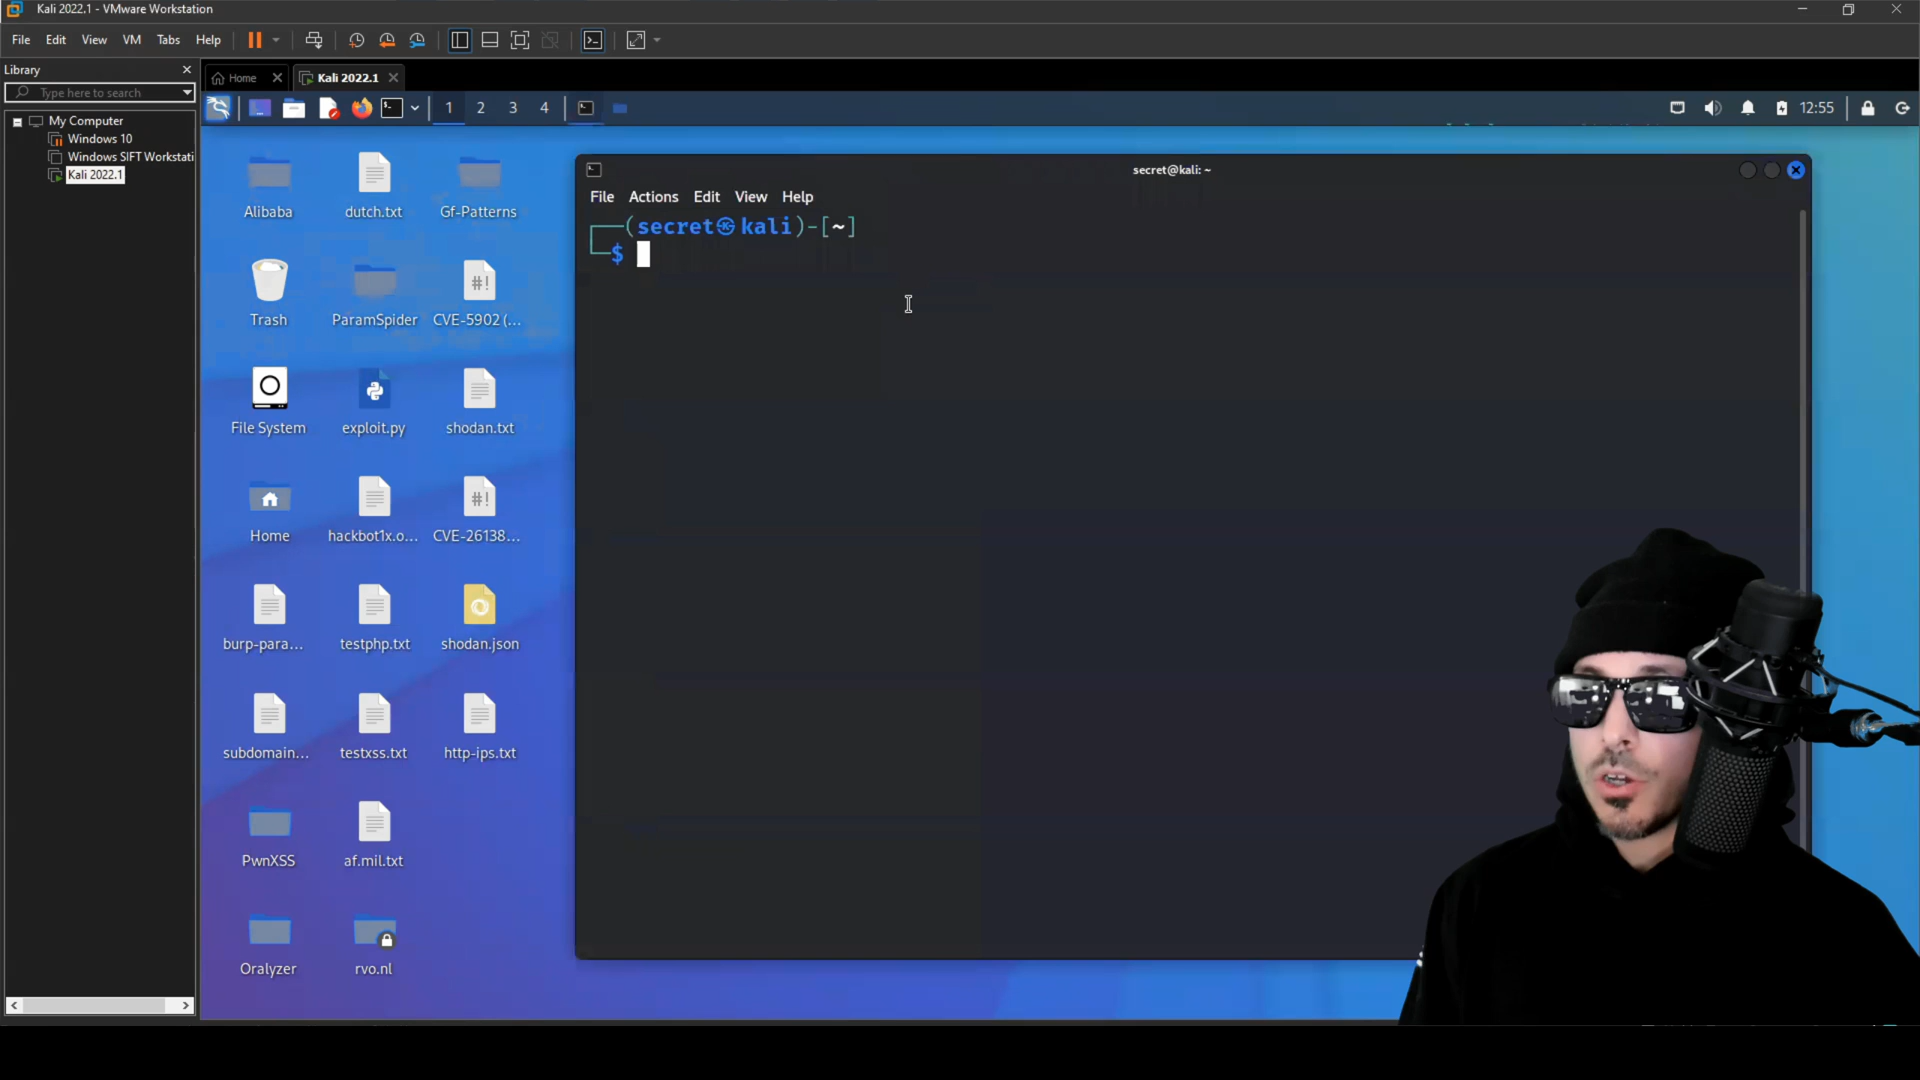 Kali 2022.1 - VMware Workstation
File Edit View VM Tabs Help
Library
Type here to search
My Computer
Windows 10
Windows SIFT Workstati
Kali 2022.1
Home
Kali 2022.1
1 2 3 4
12:55
Alibaba
dutch.txt
Gf-Patterns
Trash
ParamSpider
#!
CVE-5902 (...
File System
exploit.py
shodan.txt
Home
hackbot1x.o...
#!
CVE-26138...
burp-para...
testphp.txt
shodan.json
subdomain...
testxss.txt
http-ips.txt
PwnXSS
af.mil.txt
Oralyzer
rvo.nl
secret@kali: ~
File Actions Edit View Help
(secret㉿kali)-[~]
$